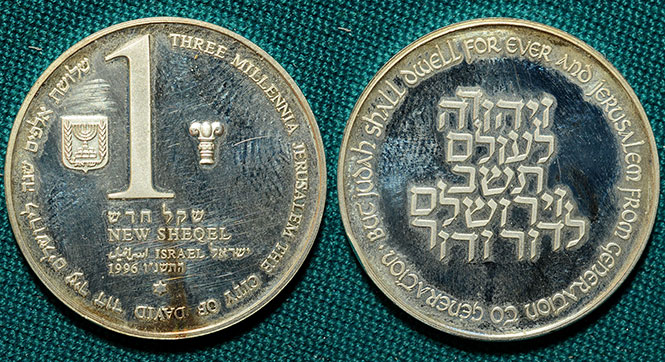 שלושת אלפים שנה לירושלים עיר דוד
THREE MILLENNIA JERUSALEM THE CITY OF DAVID
1
שקל חדש
NEW SHEQEL
اسرائيل ISRAEL ישראל
1996 התשנ"ו
BUT JUDAH SHALL DWELL FOR EVER AND JERUSALEM FROM GENERATION TO GENERATION.
ויהודה
לעולם
תשב
וירושלם
לדור ודור